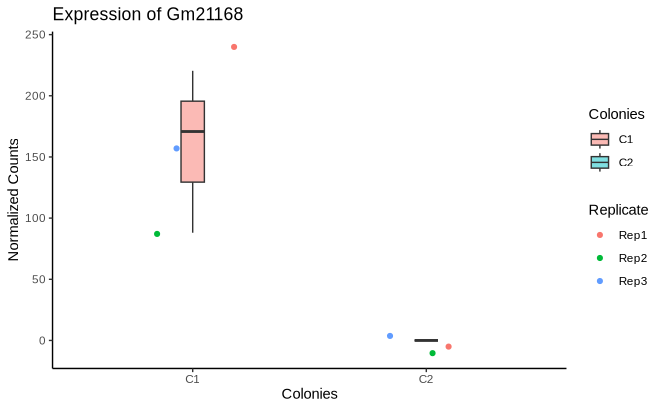 Expression of Gm21168
250
200
150
100
50
0
Normalized Counts
C1
C2
Colonies
Colonies
C1
C2
Replicate
Rep1
Rep2
Rep3